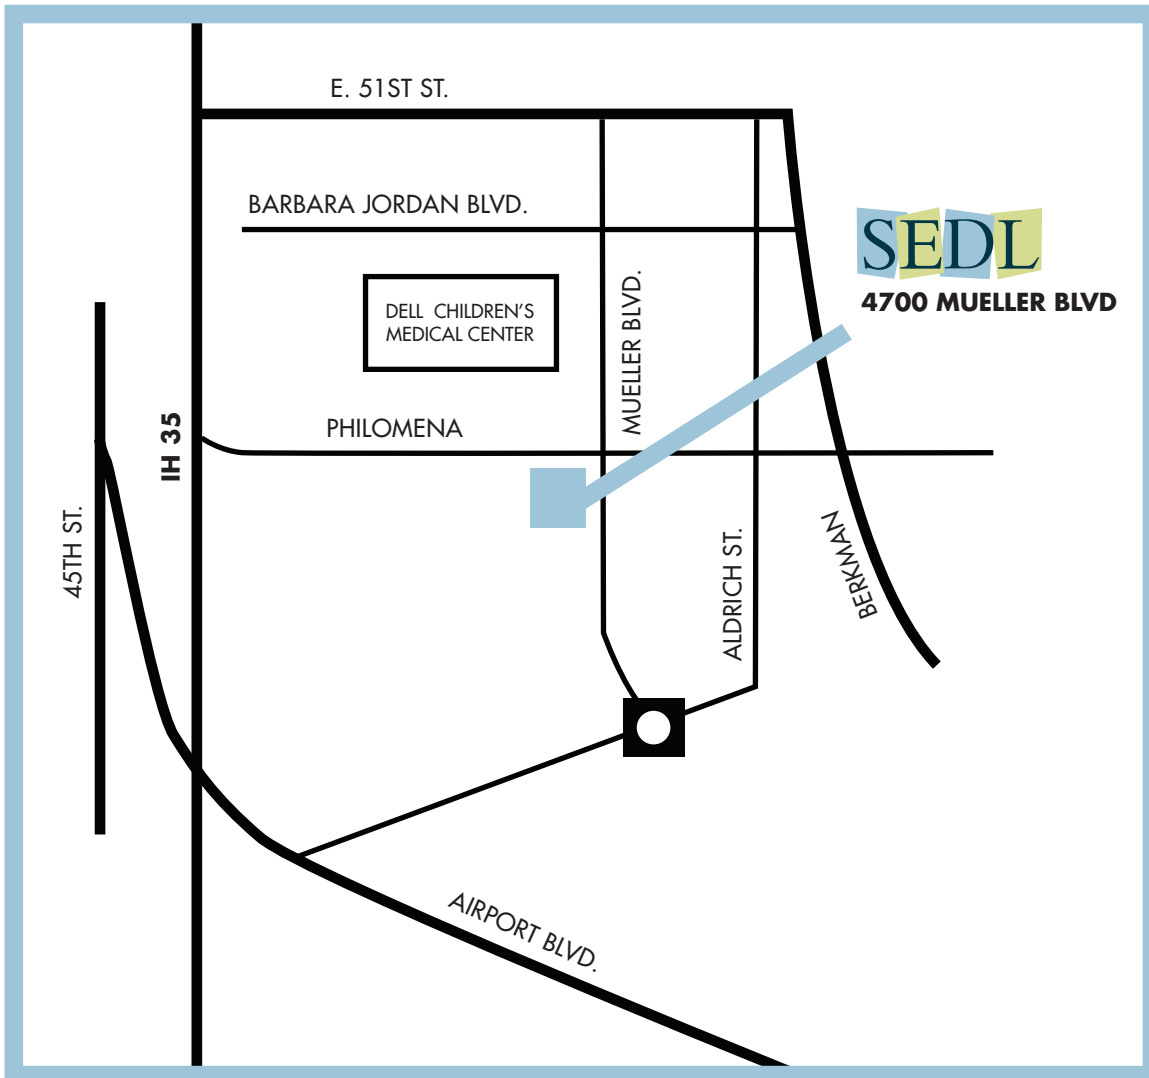 E. 51ST ST.
BARBARA JORDAN BLVD.
SEDL
4700 MUELLER BLVD
DELL CHILDREN'S
MEDICAL CENTER
MUELLER BLVD.
IH 35
PHILOMENA
45TH ST.
ALDRICH ST.
BERKMAN
AIRPORT BLVD.